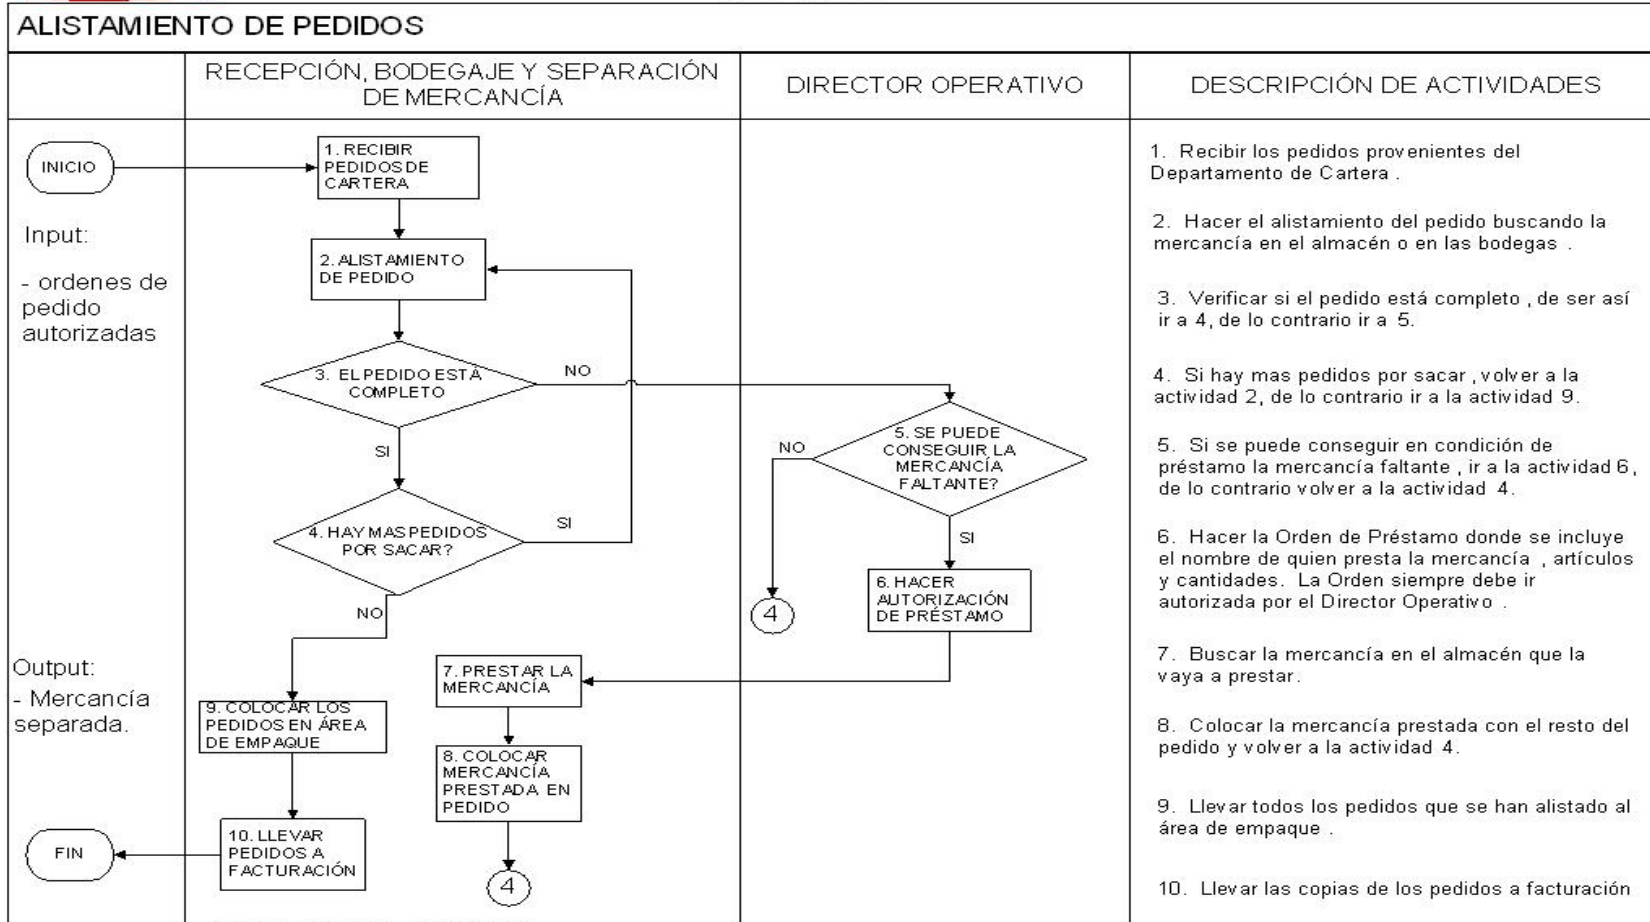 ALISTAMIENTO DE PEDIDOS
RECEPCIÓN, BODEGAJE Y SEPARACIÓN
DE MERCANCÍA
DIRECTOR OPERATIVO
DESCRIPCIÓN DE ACTIVIDADES
INICIO
Input:
- ordenes de
pedido
autorizadas
Output:
- Mercancía
separada.
FIN
1. RECIBIR
PEDIDOS DE
CARTERA
2. ALISTAMIENTO
DE PEDIDO
3. EL PEDIDO ESTÁ
COMPLETO
NO
SI
4. HAY MAS PEDIDOS
POR SACAR?
SI
NO
9. COLOCAR LOS
PEDIDOS EN ÁREA
DE EMPAQUE
10. LLEVAR
PEDIDOS A
FACTURACIÓN
7. PRESTAR LA
MERCANCÍA
8. COLOCAR
MERCANCÍA
PRESTADA EN
PEDIDO
4
5. SE PUEDE
CONSEGUIR LA
MERCANCÍA
FALTANTE?
NO
SI
4
6. HACER
AUTORIZACIÓN
DE PRÉSTAMO
1. Recibir los pedidos provenientes del
Departamento de Cartera .
2. Hacer el alistamiento del pedido buscando la
mercancía en el almacén o en las bodegas .
3. Verificar si el pedido está completo , de ser así
ir a 4, de lo contrario ir a 5.
4. Si hay mas pedidos por sacar , volver a la
actividad 2, de lo contrario ir a la actividad 9.
5. Si se puede conseguir en condición de
préstamo la mercancía faltante , ir a la actividad 6,
de lo contrario volver a la actividad 4.
6. Hacer la Orden de Préstamo donde se incluye
el nombre de quien presta la mercancía , artículos
y cantidades. La Orden siempre debe ir
autorizada por el Director Operativo .
7. Buscar la mercancía en el almacén que la
vaya a prestar.
8. Colocar la mercancía prestada con el resto del
pedido y volver a la actividad 4.
9. Llevar todos los pedidos que se han alistado al
área de empaque .
10. Llevar las copias de los pedidos a facturación